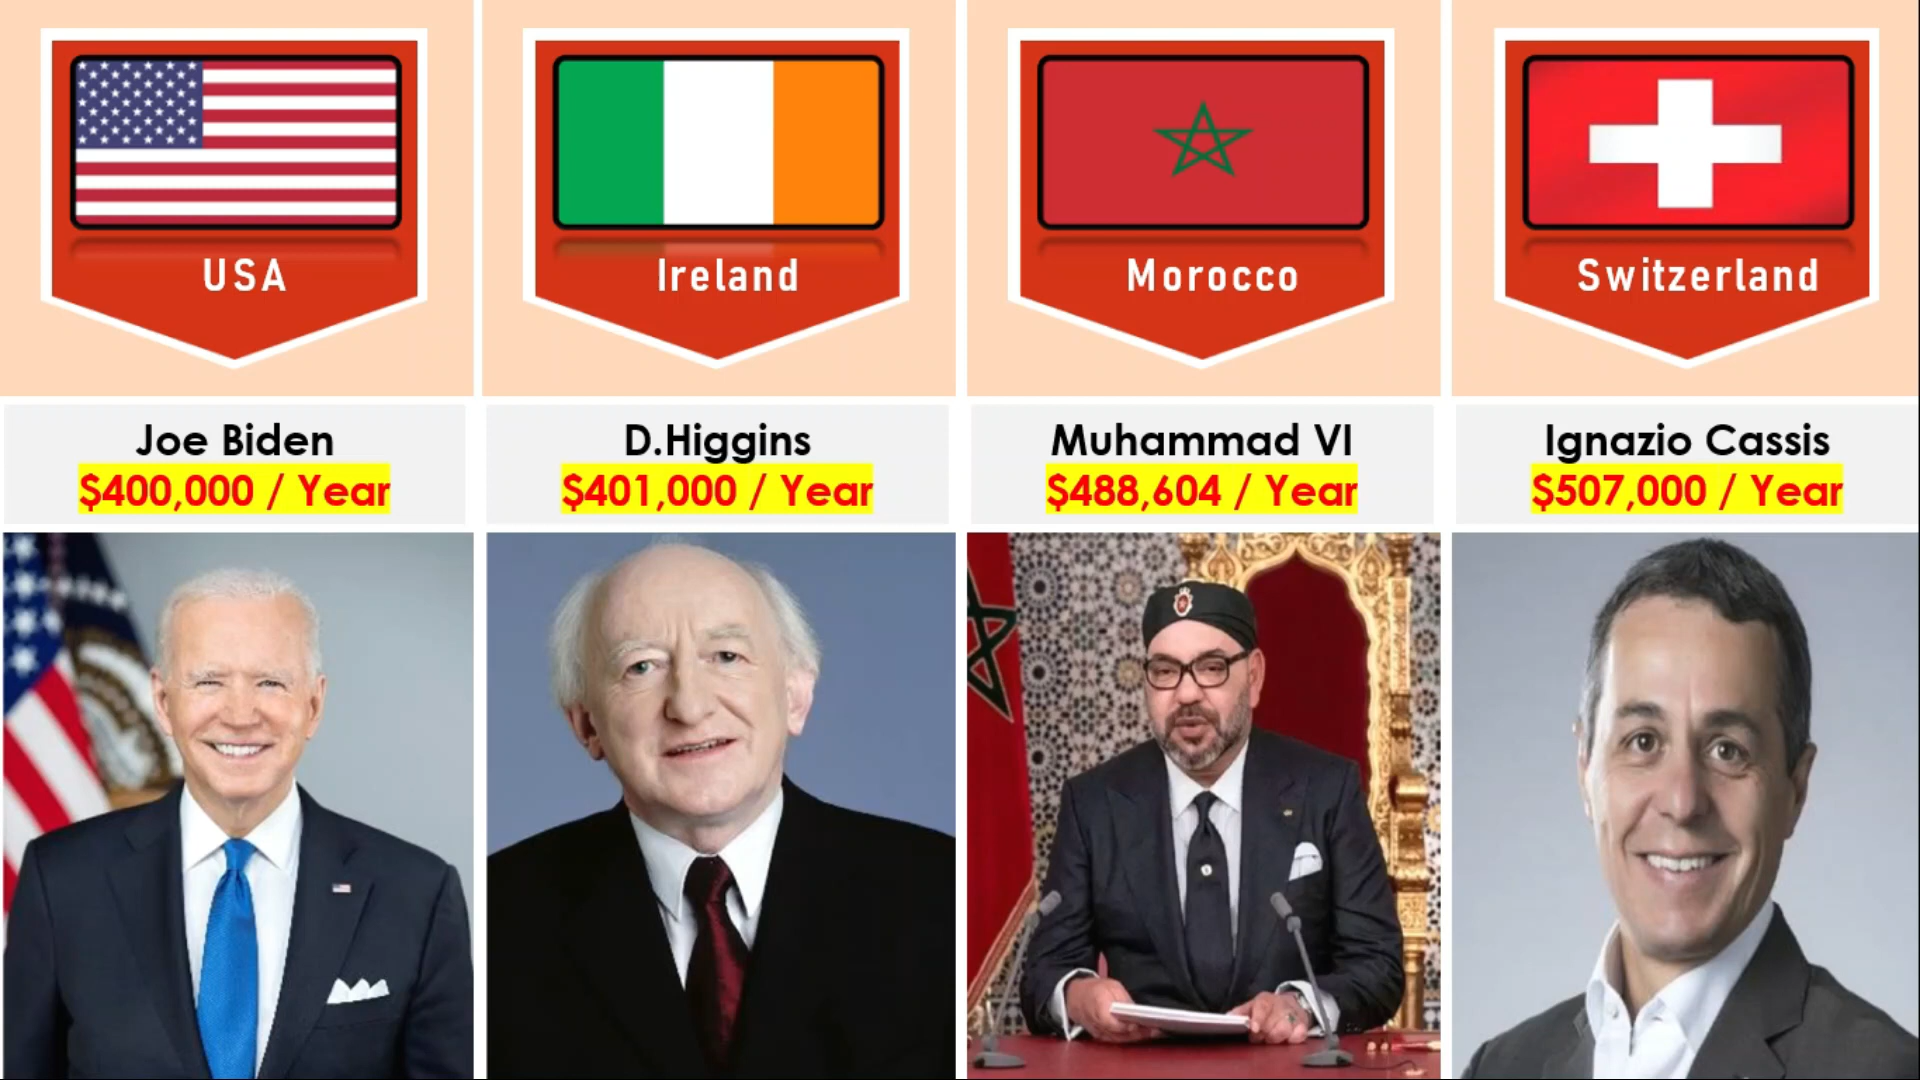 USA
Ireland
Morocco
Switzerland
Joe Biden
$400,000 / Year
D.Higgins
$401,000 / Year
Muhammad VI
$488,604 / Year
Ignazio Cassis
$507,000 / Year